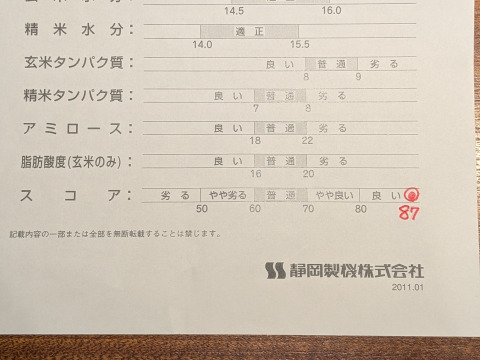 14.5 16.0
精米水分: 適正
14.0 15.5
玄米タンパク質: 良い 普通 劣る
8 9
精米タンパク質: 良い 普通 劣る
7 8
アミロース: 良い 普通 劣る
18 22
脂肪酸度(玄米のみ): 良い 普通 劣る
16 20
スコア: 劣る やや劣る 普通 やや良い 良い
50 60 70 80 87
記載内容の一部または全部を無断転載することは禁じます。
静岡製機株式会社
2011.01